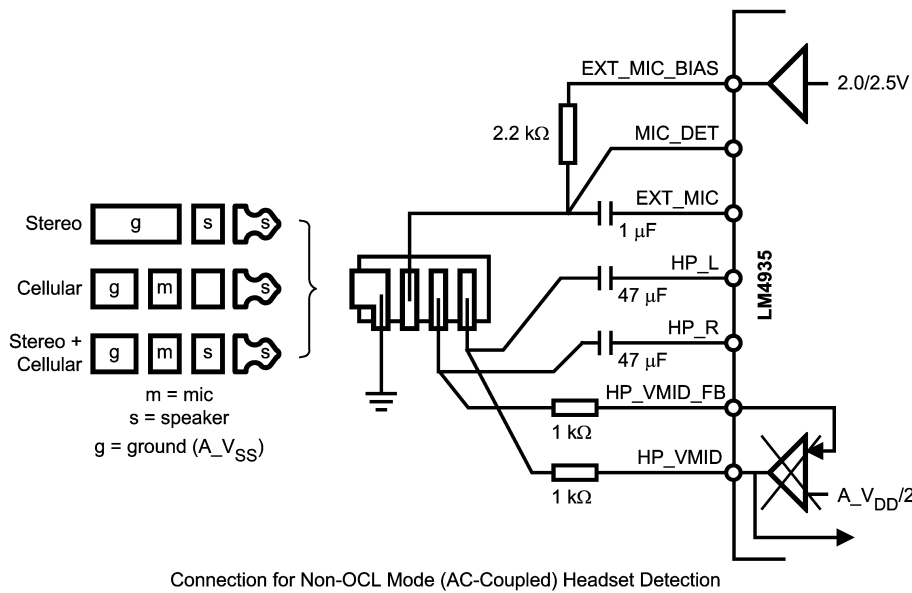 EXT_MIC_BIAS
2.0/2.5V
2.2 kΩ
MIC_DET
EXT_MIC
1 μF
Stereo
g
s
s
Cellular
g
m
s
Stereo +
Cellular
g
m
s
s
m = mic
s = speaker
g = ground (A_VSS)
HP_L
47 μF
HP_R
47 μF
HP_VMID_FB
1 kΩ
HP_VMID
1 kΩ
LM4935
A_VDD/2
Connection for Non-OCL Mode (AC-Coupled) Headset Detection